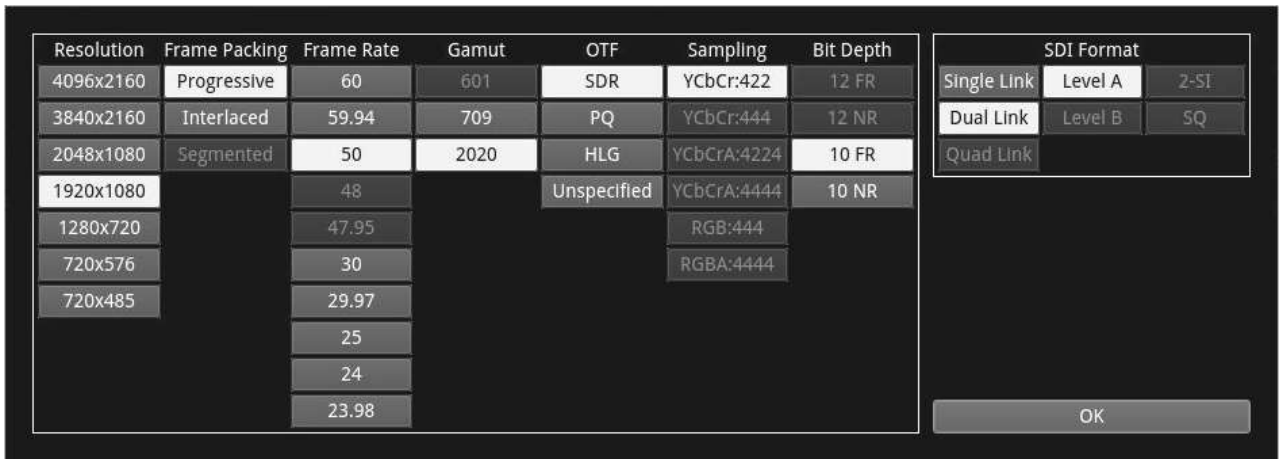 Resolution Frame Packing Frame Rate Gamut OTF Sampling Bit Depth SDI Format
4096x2160 Progressive 60 601 SDR YCbCr:422 12 FR Single Link Level A 2-SI
3840x2160 Interlaced 59.94 709 PQ YCbCr:444 12 NR Dual Link Level B SQ
2048x1080 Segmented 50 2020 HLG YCbCrA:4224 10 FR Quad Link
1920x1080 48 Unspecified YCbCrA:4444 10 NR
1280x720 47.95 RGB:444
720x576 30 RGBA:4444
720x485 29.97
25
24
23.98 OK